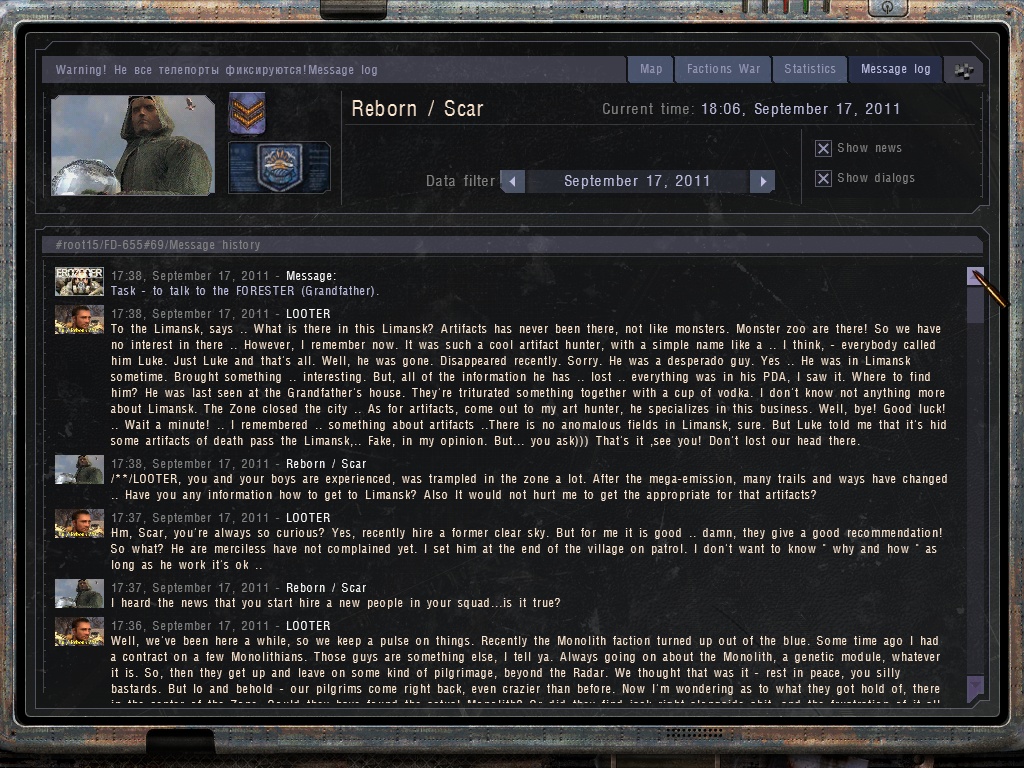 Warning! Не все телепорты фиксируются!Message log
Map
Factions War
Statistics
Message log
Reborn / Scar
Current time: 18:06, September 17, 2011
Show news
Data filter
September 17, 2011
Show dialogs
#root15/FD-655#69/Message history
17:38, September 17, 2011 - Message:
Task - to talk to the FORESTER (Grandfather).
17:38, September 17, 2011 - LOOTER
To the Limansk, says .. What is there in this Limansk? Artifacts has never been there, not like monsters. Monster zoo are there! So we have
no interest in there .. However, I remember now. It was such a cool artifact hunter, with a simple name like a .. I think, - everybody called
him Luke. Just Luke and that's all. Well, he was gone. Disappeared recently. Sorry. He was a desperado guy. Yes .. He was in Limansk
sometime. Brought something .. interesting. But, all of the information he has .. lost .. everything was in his PDA, I saw it. Where to find
him? He was last seen at the Grandfather's house. They're triturated something together with a cup of vodka. I don't know not anything more
about Limansk. The Zone closed the city .. As for artifacts, come out to my art hunter, he specializes in this business. Well, bye! Good luck!
.. Wait a minute! .. I remembered .. something about artifacts ..There is no anomalous fields in Limansk, sure. But Luke told me that it's hid
some artifacts of death pass the Limansk,.. Fake, in my opinion. But... you ask))) That's it ,see you! Don't lost our head there.
17:38, September 17, 2011 - Reborn / Scar
/**/LOOTER, you and your boys are experienced, was trampled in the zone a lot. After the mega-emission, many trails and ways have changed
.. Have you any information how to get to Limansk? Also It would not hurt me to get the appropriate for that artifacts?
17:37, September 17, 2011 - LOOTER
Hm, Scar, you're always so curious? Yes, recently hire a former clear sky. But for me it is good .. damn, they give a good recommendation!
So what? He are merciless have not complained yet. I set him at the end of the village on patrol. I don't want to know " why and how " as
long as he work it's ok ..
17:37, September 17, 2011 - Reborn / Scar
I heard the news that you start hire a new people in your squad...is it true?
17:36, September 17, 2011 - LOOTER
Well, we've been here a while, so we keep a pulse on things. Recently the Monolith faction turned up out of the blue. Some time ago I had
a contract on a few Monolithians. Those guys are something else, I tell ya. Always going on about the Monolith, a genetic module, whatever
it is. So, then they get up and leave on some kind of pilgrimage, beyond the Radar. We thought that was it - rest in peace, you silly
bastards. But lo and behold - our pilgrims come right back, even crazier than before. Now I'm wondering as to what they got hold of, there